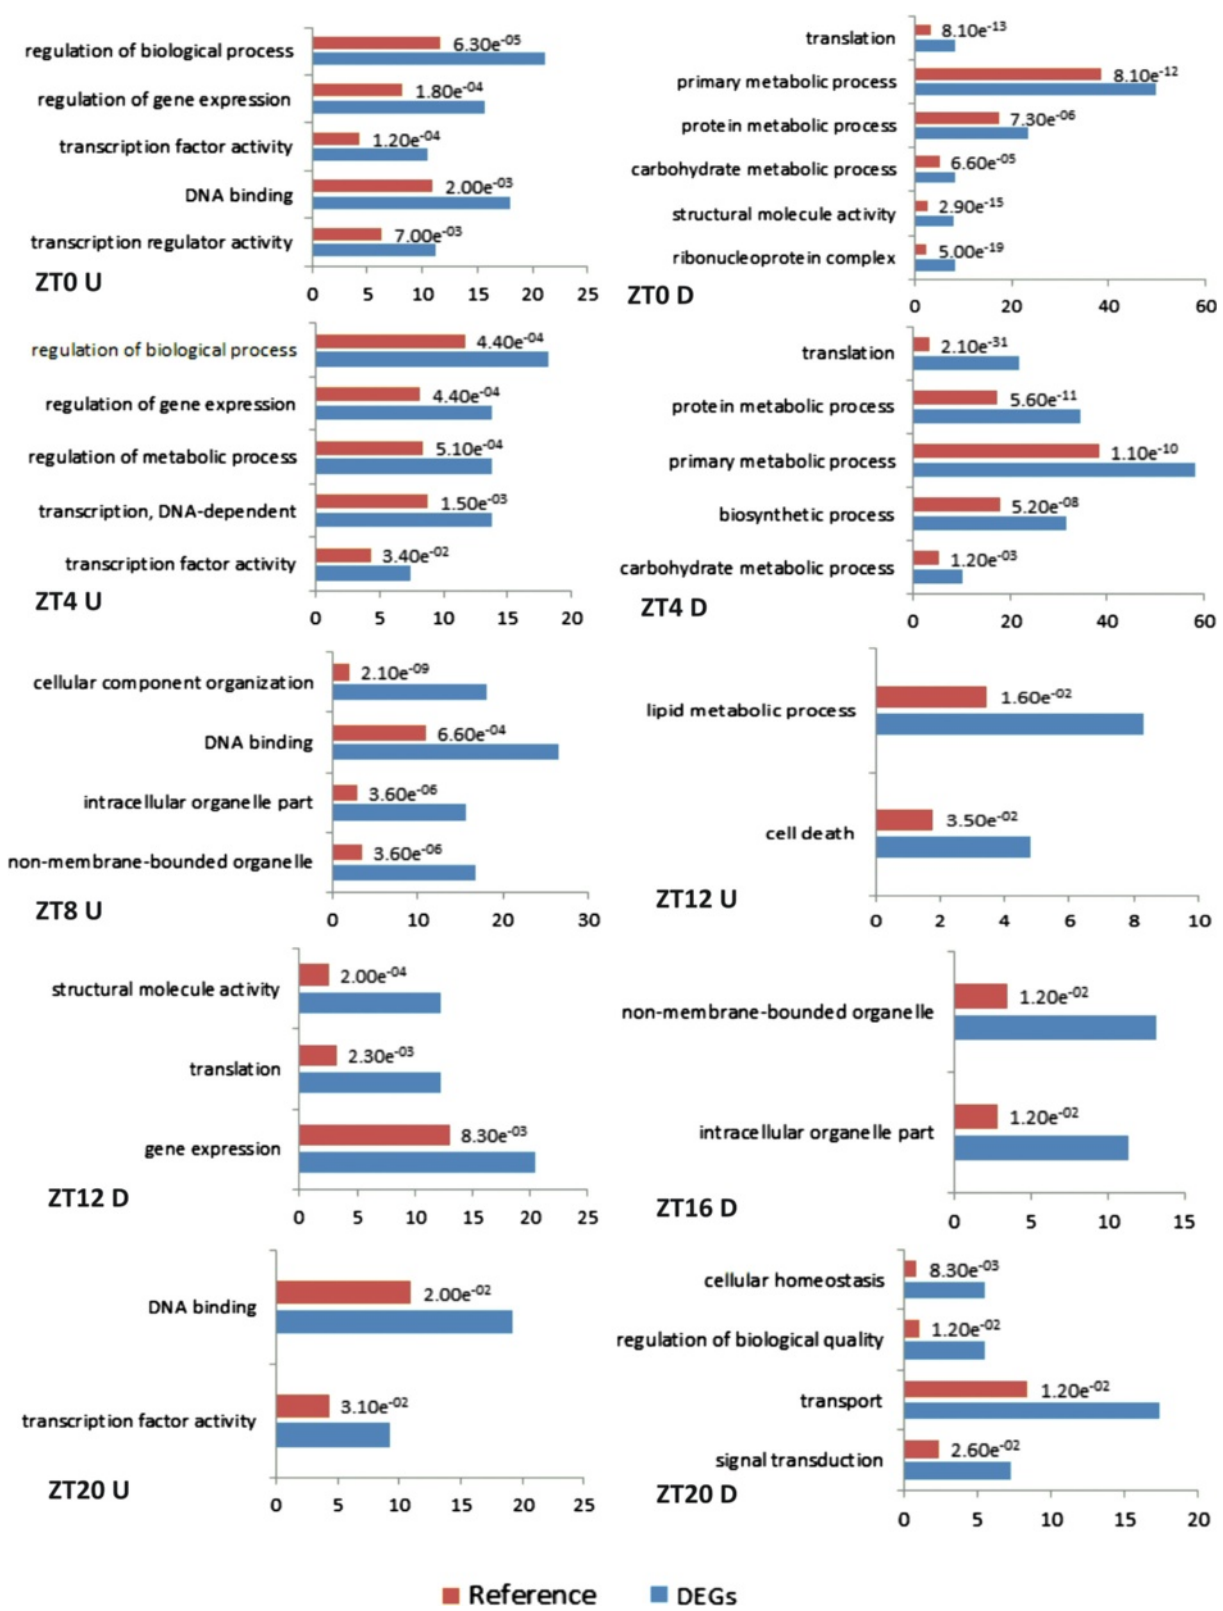 regulation of biological process 6.30e-05
regulation of gene expression 1.80e-04
transcription factor activity 1.20e-04
DNA binding 2.00e-03
transcription regulator activity 7.00e-03
ZT0 U
0 5 10 15 20 25
translation 8.10e-13
primary metabolic process 8.10e-12
protein metabolic process 7.30e-06
carbohydrate metabolic process 6.60e-05
structural molecule activity 2.90e-15
ribonucleoprotein complex 5.00e-19
ZT0 D
0 20 40 60
regulation of biological process 4.40e-04
regulation of gene expression 4.40e-04
regulation of metabolic process 5.10e-04
transcription, DNA-dependent 1.50e-03
transcription factor activity 3.40e-02
ZT4 U
0 5 10 15 20
translation 2.10e-31
protein metabolic process 5.60e-11
primary metabolic process 1.10e-10
biosynthetic process 5.20e-08
carbohydrate metabolic process 1.20e-03
ZT4 D
0 20 40 60
cellular component organization 2.10e-09
DNA binding 6.60e-04
intracellular organelle part 3.60e-06
non-membrane-bounded organelle 3.60e-06
ZT8 U
0 10 20 30
lipid metabolic process 1.60e-02
cell death 3.50e-02
ZT12 U
0 2 4 6 8 10
structural molecule activity 2.00e-04
translation 2.30e-03
gene expression 8.30e-03
ZT12 D
0 5 10 15 20 25
non-membrane-bounded organelle 1.20e-02
intracellular organelle part 1.20e-02
ZT16 D
0 5 10 15
DNA binding 2.00e-02
transcription factor activity 3.10e-02
ZT20 U
0 5 10 15 20 25
cellular homeostasis 8.30e-03
regulation of biological quality 1.20e-02
transport 1.20e-02
signal transduction 2.60e-02
ZT20 D
0 5 10 15 20
Reference DEGs